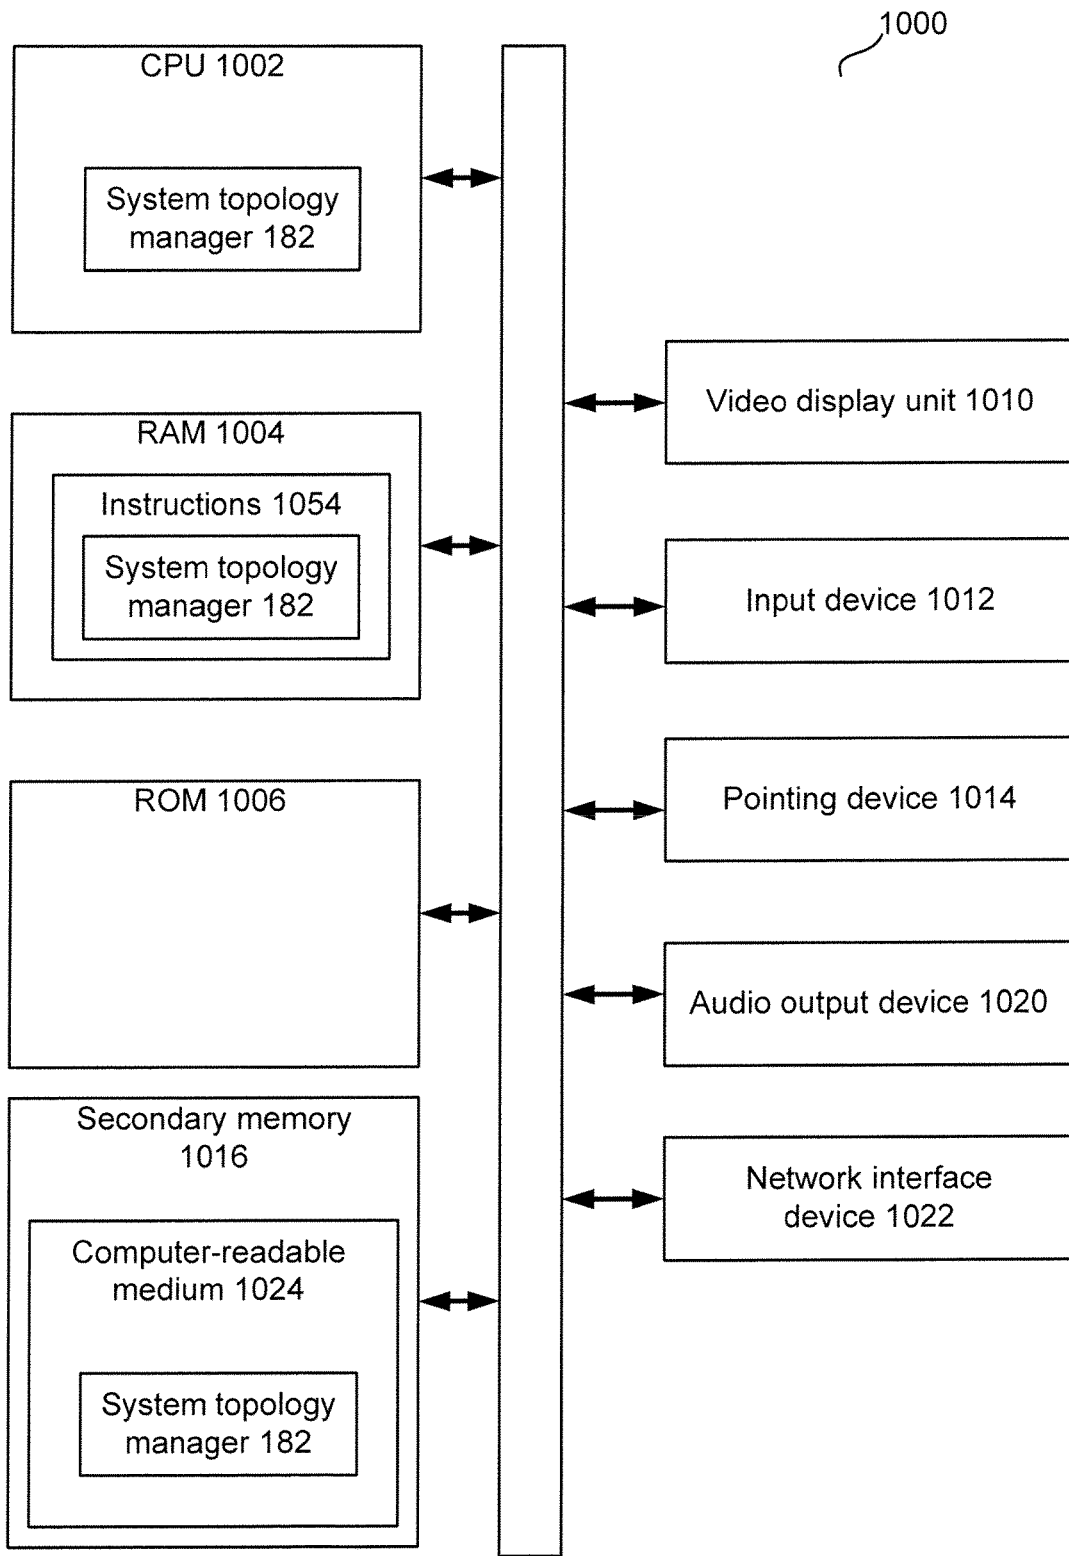 1000
CPU 1002
System topology
manager 182
RAM 1004
Instructions 1054
System topology
manager 182
ROM 1006
Secondary memory
1016
Computer-readable
medium 1024
System topology
manager 182
Video display unit 1010
Input device 1012
Pointing device 1014
Audio output device 1020
Network interface
device 1022